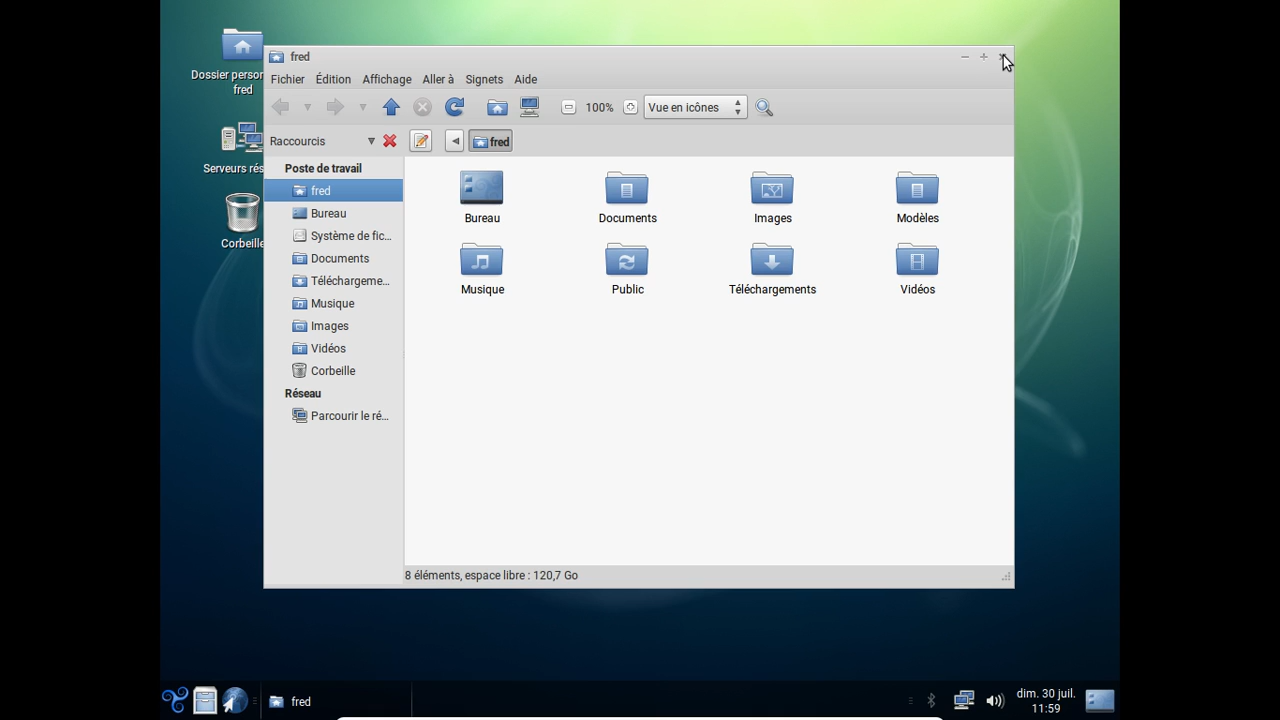 Dossier person
fred
Serveurs rés
Corbeille
fred
Fichier Édition Affichage Aller à Signets Aide
100% Vue en icônes
Raccourcis fred
Poste de travail
fred
Bureau
Système de fic…
Documents
Téléchargeme…
Musique
Images
Vidéos
Corbeille
Réseau
Parcourir le ré…
Bureau Documents Images Modèles
Musique Public Téléchargements Vidéos
8 éléments, espace libre : 120,7 Go
fred
dim. 30 juil.
11:59